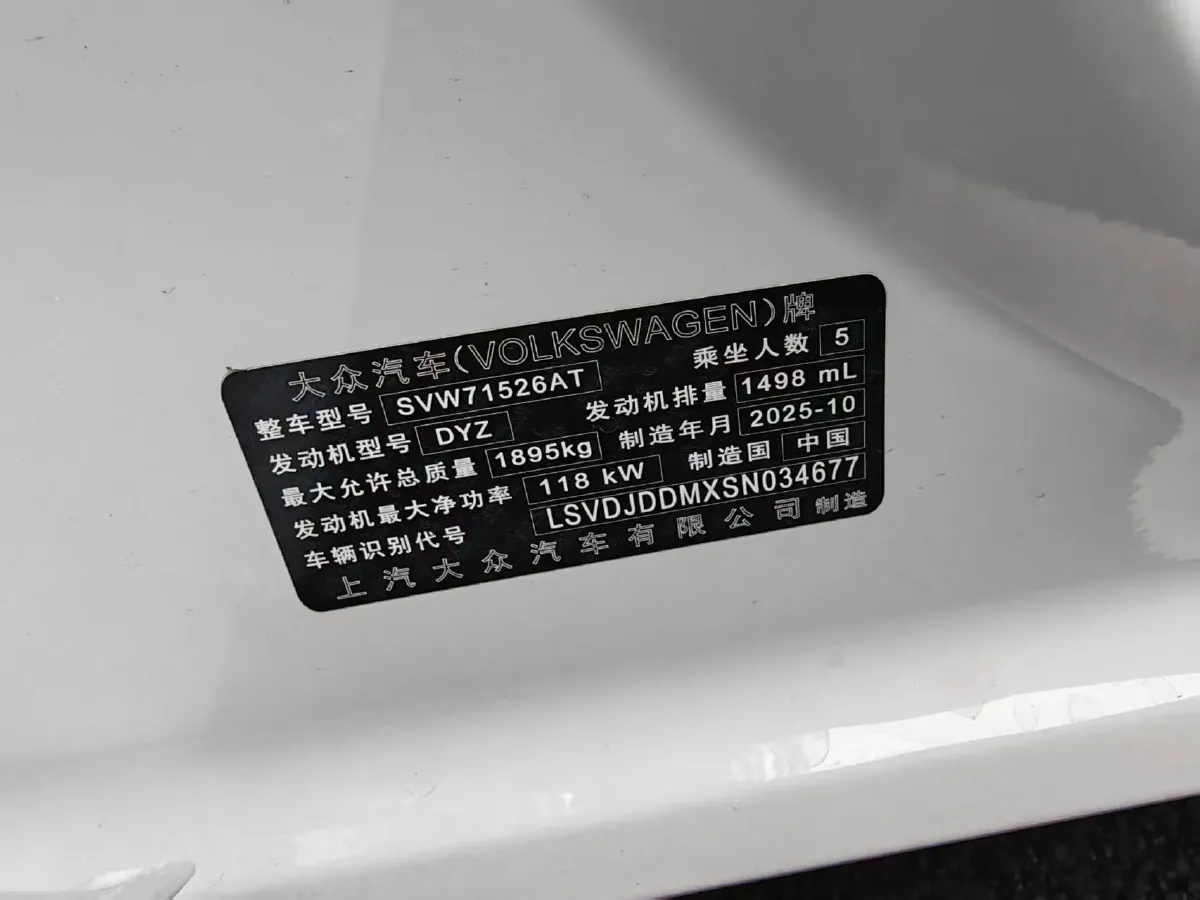 大众汽车(VOLKSWAGEN)牌
整车型号 SVW71526AT 乘坐人数 5
发动机型号 DYZ 发动机排量 1498 mL
最大允许总质量 1895kg 制造年月 2025-10
发动机最大净功率 118 kW 制造国 中国
车辆识别代号 LSVDJDDMXSN034677
上汽大众汽车有限公司 制造